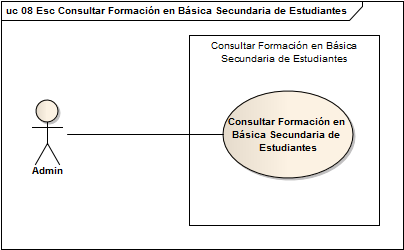 uc 08 Esc Consultar Formación en Básica Secundaria de Estudiantes
Consultar Formación en Básica
Secundaria de Estudiantes
Consultar Formación en
Básica Secundaria de
Estudiantes
Admin